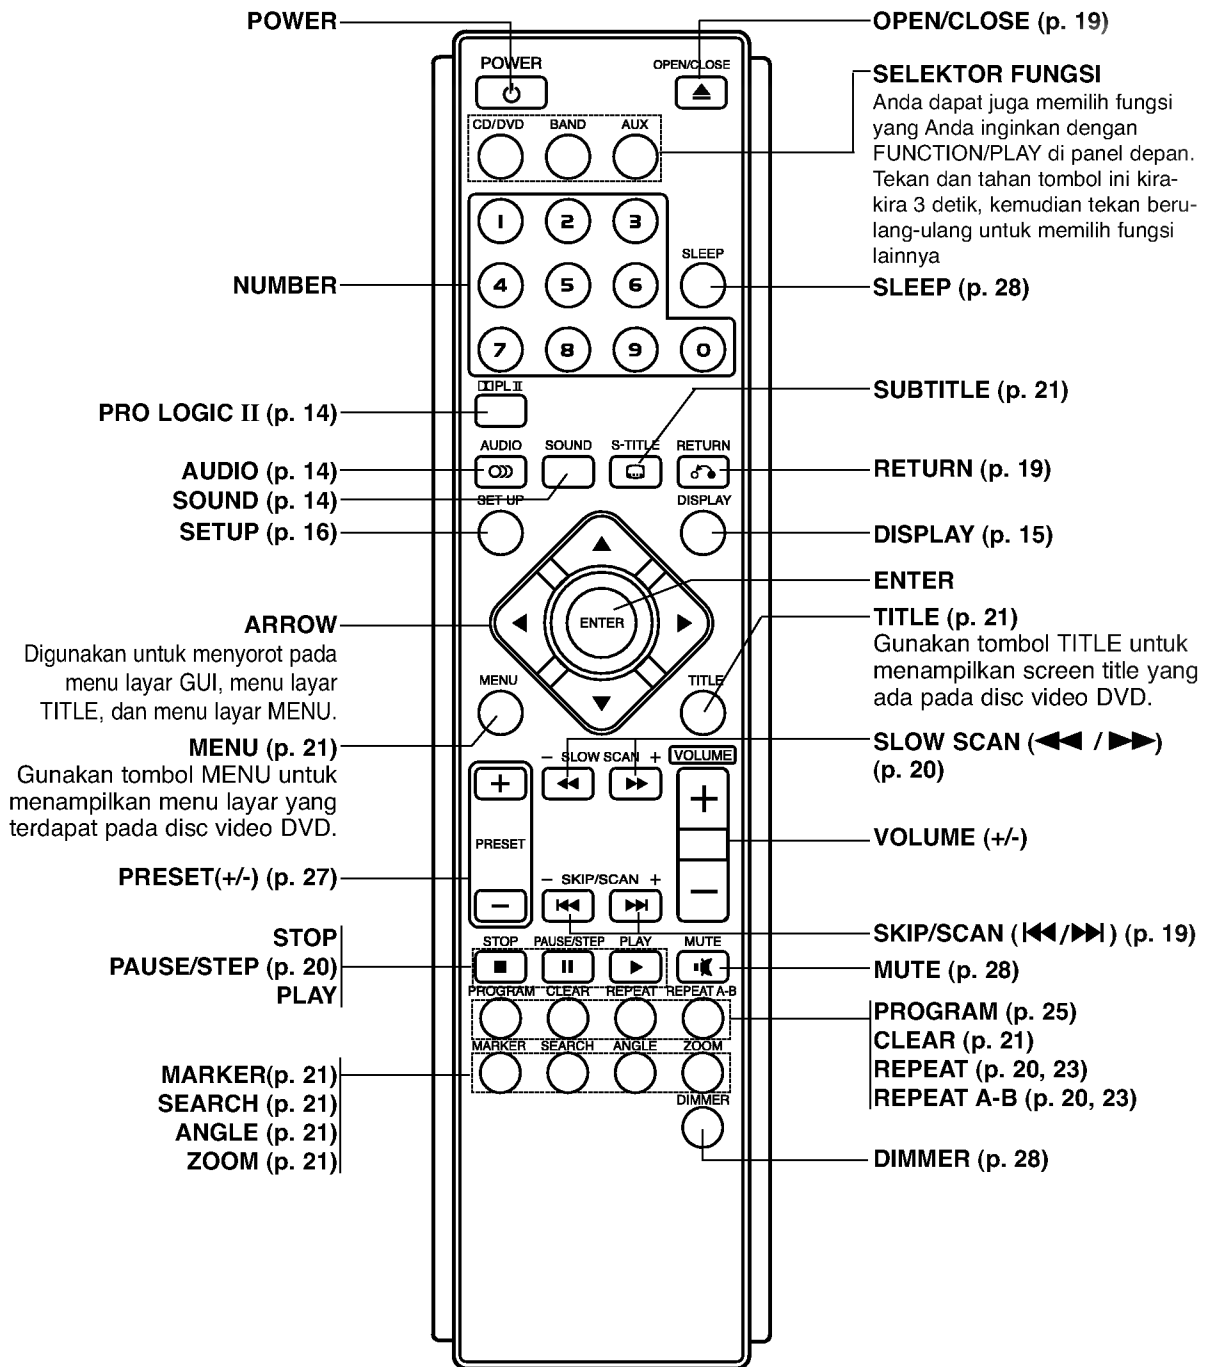 POWER
NUMBER
PRO LOGIC II (p. 14)
AUDIO (p. 14)
SOUND (p. 14)
SETUP (p. 16)
ARROW
Digunakan untuk menyorot pada
menu layar GUI, menu layar
TITLE, dan menu layar MENU.
MENU (p. 21)
Gunakan tombol MENU untuk
menampilkan menu layar yang
terdapat pada disc video DVD.
PRESET(+/-) (p. 27)
STOP
PAUSE/STEP (p. 20)
PLAY
MARKER(p. 21)
SEARCH (p. 21)
ANGLE (p. 21)
ZOOM (p. 21)
POWER OPEN/CLOSE
CD/DVD BAND AUX
1 2 3
SLEEP
4 5 6
7 8 9 0
PL II
AUDIO SOUND S-TITLE RETURN
SET UP DISPLAY
ENTER
MENU TITLE
− SLOW SCAN + VOLUME
+ +
PRESET
− SKIP/SCAN +
− −
STOP PAUSE/STEP PLAY MUTE
PROGRAM CLEAR REPEAT REPEAT A-B
MARKER SEARCH ANGLE ZOOM
DIMMER
OPEN/CLOSE (p. 19)
SELEKTOR FUNGSI
Anda dapat juga memilih fungsi
yang Anda inginkan dengan
FUNCTION/PLAY di panel depan.
Tekan dan tahan tombol ini kira-
kira 3 detik, kemudian tekan beru-
lang-ulang untuk memilih fungsi
lainnya
SLEEP (p. 28)
SUBTITLE (p. 21)
RETURN (p. 19)
DISPLAY (p. 15)
ENTER
TITLE (p. 21)
Gunakan tombol TITLE untuk
menampilkan screen title yang
ada pada disc video DVD.
SLOW SCAN (◀◀ / ▶▶)
(p. 20)
VOLUME (+/-)
SKIP/SCAN (|◀◀/▶▶|) (p. 19)
MUTE (p. 28)
PROGRAM (p. 25)
CLEAR (p. 21)
REPEAT (p. 20, 23)
REPEAT A-B (p. 20, 23)
DIMMER (p. 28)